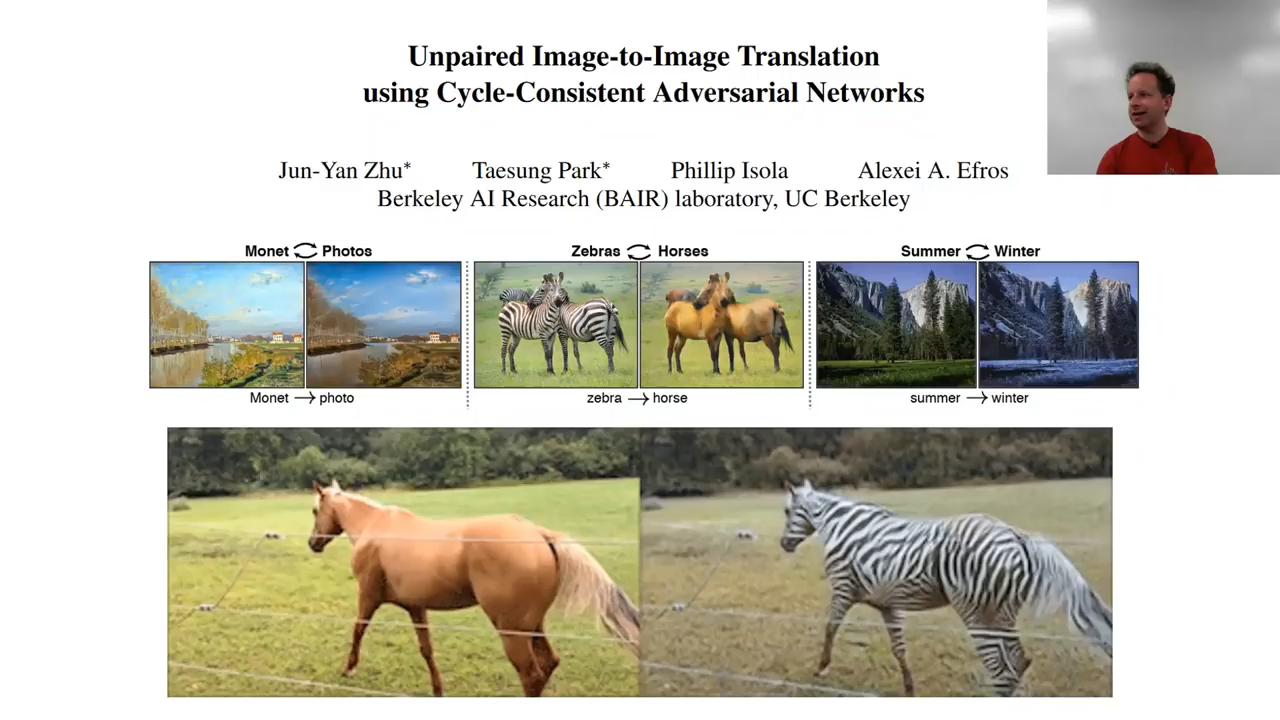 Unpaired Image-to-Image Translation
using Cycle-Consistent Adversarial Networks
Jun-Yan Zhu* Taesung Park* Phillip Isola Alexei A. Efros
Berkeley AI Research (BAIR) laboratory, UC Berkeley
Monet Photos
Zebras Horses
Summer Winter
Monet → photo
zebra → horse
summer → winter